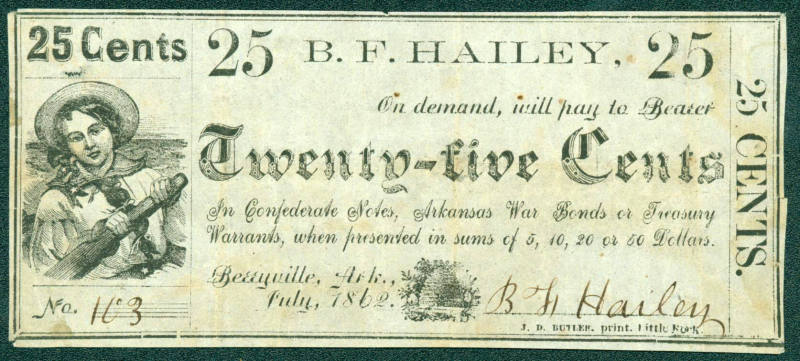 25 Cents
25 B. F. HAILEY, 25
On demand, will pay to Bearer
Twenty-five Cents
In Confederate Notes, Arkansas War Bonds or Treasury
Warrants, when presented in sums of 5, 10, 20 or 50 Dollars.
Berryville, Ark.,
July, 1862.
B F Hailey
No. 163
J. D. BUTLER, print. Little Rock.
25 CENTS.